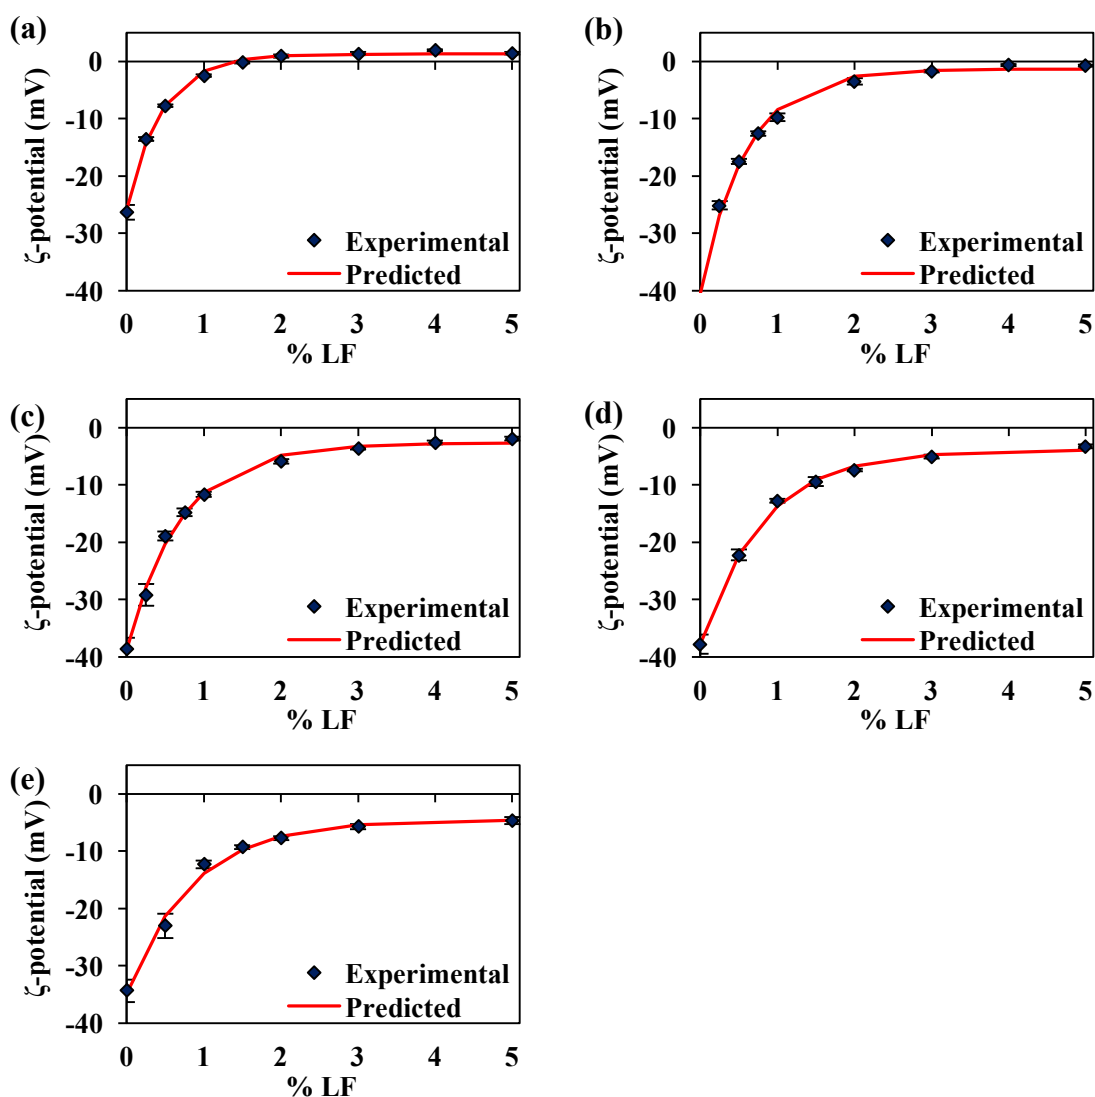 (a)
ζ-potential (mV)
0
-10
-20
-30
-40
Experimental
Predicted
0 1 2 3 4 5
% LF
(b)
ζ-potential (mV)
0
-10
-20
-30
-40
Experimental
Predicted
0 1 2 3 4 5
% LF
(c)
ζ-potential (mV)
0
-10
-20
-30
-40
Experimental
Predicted
0 1 2 3 4 5
% LF
(d)
ζ-potential (mV)
0
-10
-20
-30
-40
Experimental
Predicted
0 1 2 3 4 5
% LF
(e)
ζ-potential (mV)
0
-10
-20
-30
-40
Experimental
Predicted
0 1 2 3 4 5
% LF